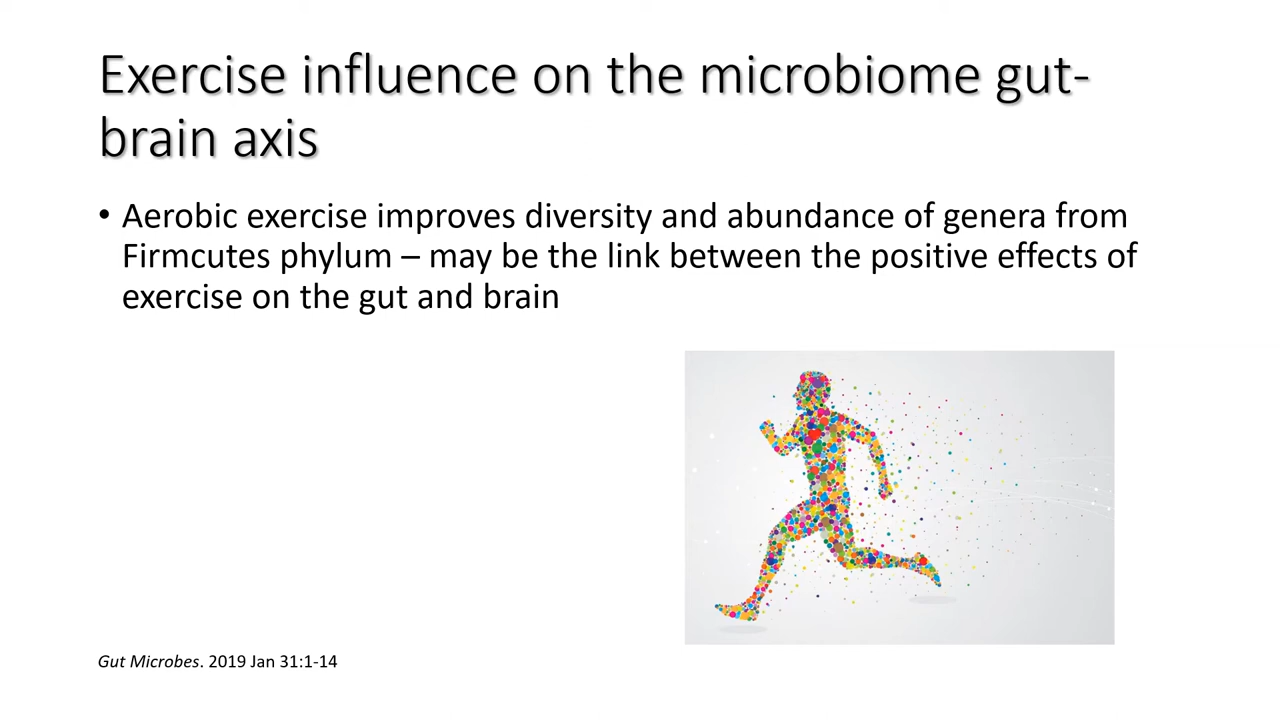 Exercise influence on the microbiome gut-
brain axis
• Aerobic exercise improves diversity and abundance of genera from
Firmcutes phylum – may be the link between the positive effects of
exercise on the gut and brain
Gut Microbes. 2019 Jan 31:1-14